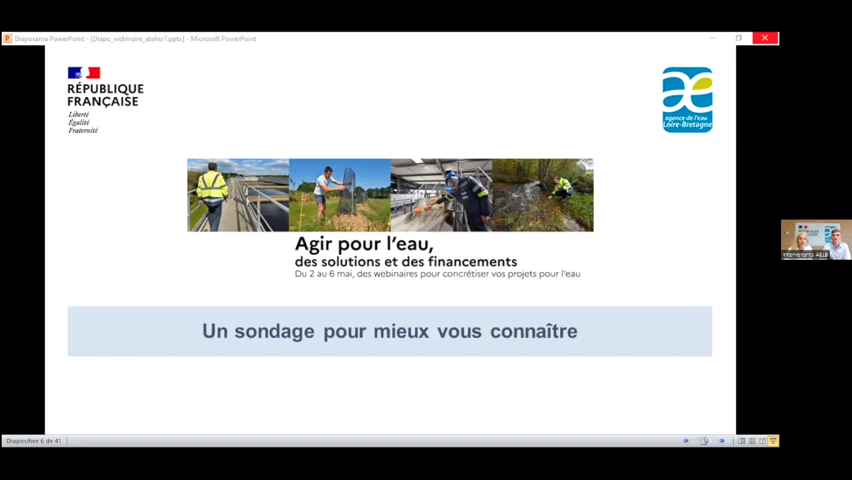 Diaporama PowerPoint - [Diapo_webinaire_atelier7.pptx] - Microsoft PowerPoint
RÉPUBLIQUE
FRANÇAISE
Liberté
Égalité
Fraternité
agence de l'eau
Loire-Bretagne
Agir pour l'eau,
des solutions et des financements
Du 2 au 6 mai, des webinaires pour concrétiser vos projets pour l'eau
Un sondage pour mieux vous connaître
Intervenants AELB
Diapositive 6 de 41